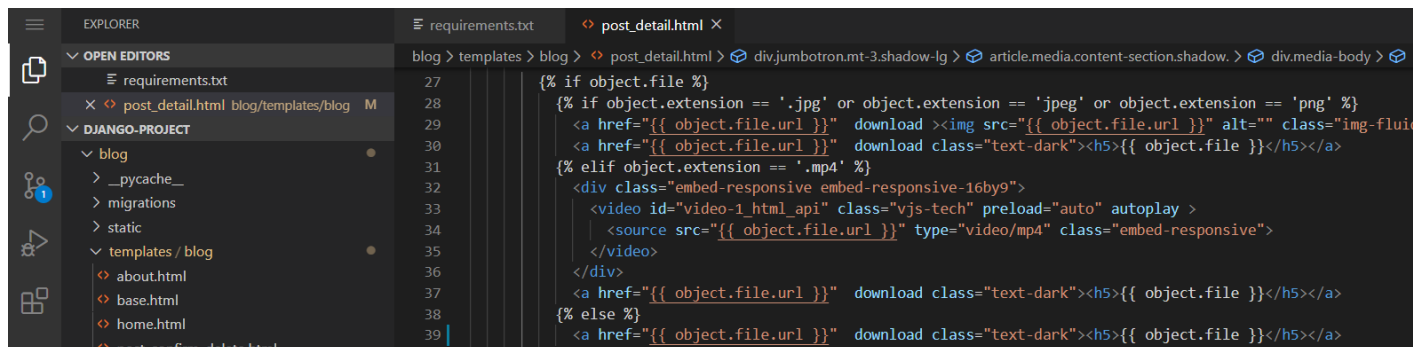 EXPLORER
OPEN EDITORS
requirements.txt
post_detail.html blog/templates/blog M
DJANGO-PROJECT
blog
__pycache__
migrations
static
templates / blog
about.html
base.html
home.html
1
requirements.txt
post_detail.html
blog > templates > blog > post_detail.html > div.jumbotron.mt-3.shadow-lg > article.media.content-section.shadow. > div.media-body >
27 {% if object.file %}
28 {% if object.extension == '.jpg' or object.extension == 'jpeg' or object.extension == 'png' %}
29 <a href="{{ object.file.url }}"  download ><img src="{{ object.file.url }}" alt="" class="img-fluid
30 <a href="{{ object.file.url }}"  download class="text-dark"><h5>{{ object.file }}</h5></a>
31 {% elif object.extension == '.mp4' %}
32 <div class="embed-responsive embed-responsive-16by9">
33 <video id="video-1_html_api" class="vjs-tech" preload="auto" autoplay >
34 <source src="{{ object.file.url }}" type="video/mp4" class="embed-responsive">
35 </video>
36 </div>
37 <a href="{{ object.file.url }}"  download class="text-dark"><h5>{{ object.file }}</h5></a>
38 {% else %}
39 <a href="{{ object.file.url }}"  download class="text-dark"><h5>{{ object.file }}</h5></a>